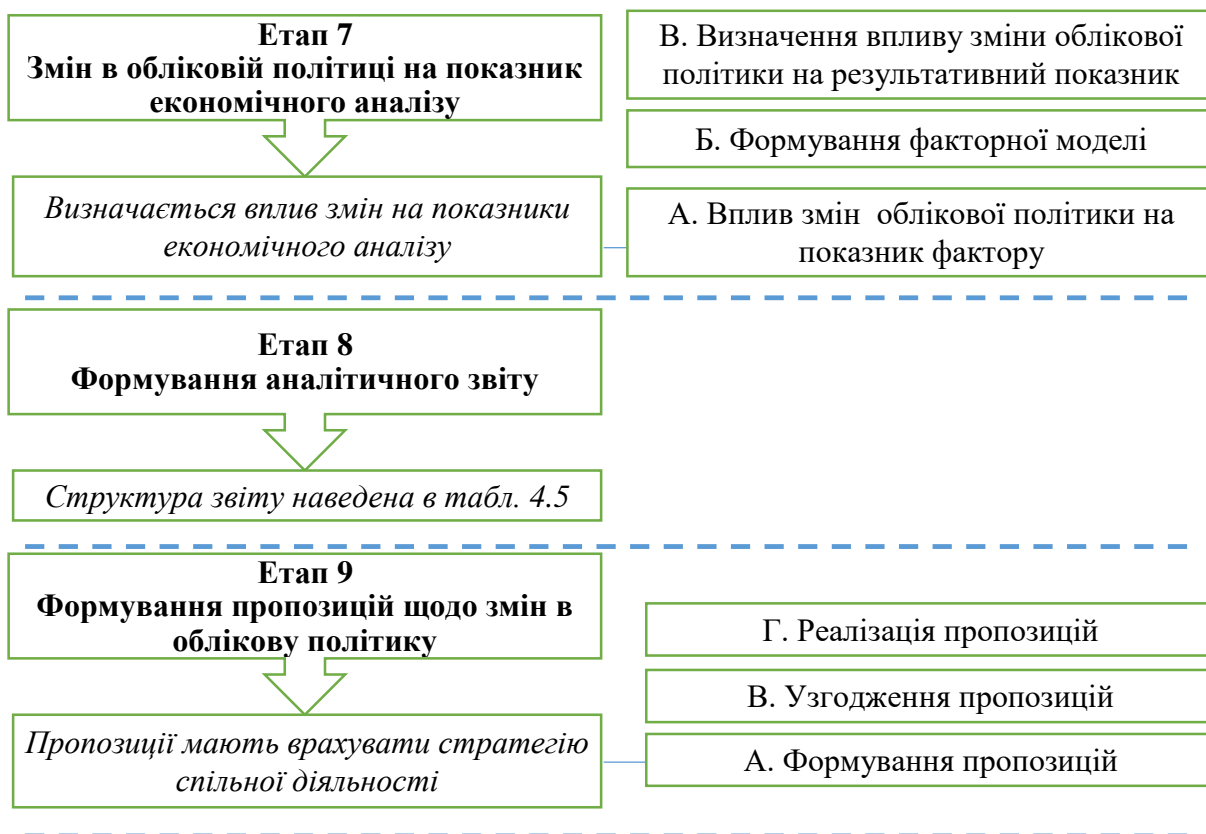 Етап 7
Змін в обліковій політиці на показник
економічного аналізу
Визначається вплив змін на показники
економічного аналізу
В. Визначення впливу зміни облікової
політики на результативний показник
Б. Формування факторної моделі
А. Вплив змін облікової політики на
показник фактору
Етап 8
Формування аналітичного звіту
Структура звіту наведена в табл. 4.5
Етап 9
Формування пропозицій щодо змін в
облікову політику
Пропозиції мають врахувати стратегію
спільної діяльності
Г. Реалізація пропозицій
В. Узгодження пропозицій
А. Формування пропозицій